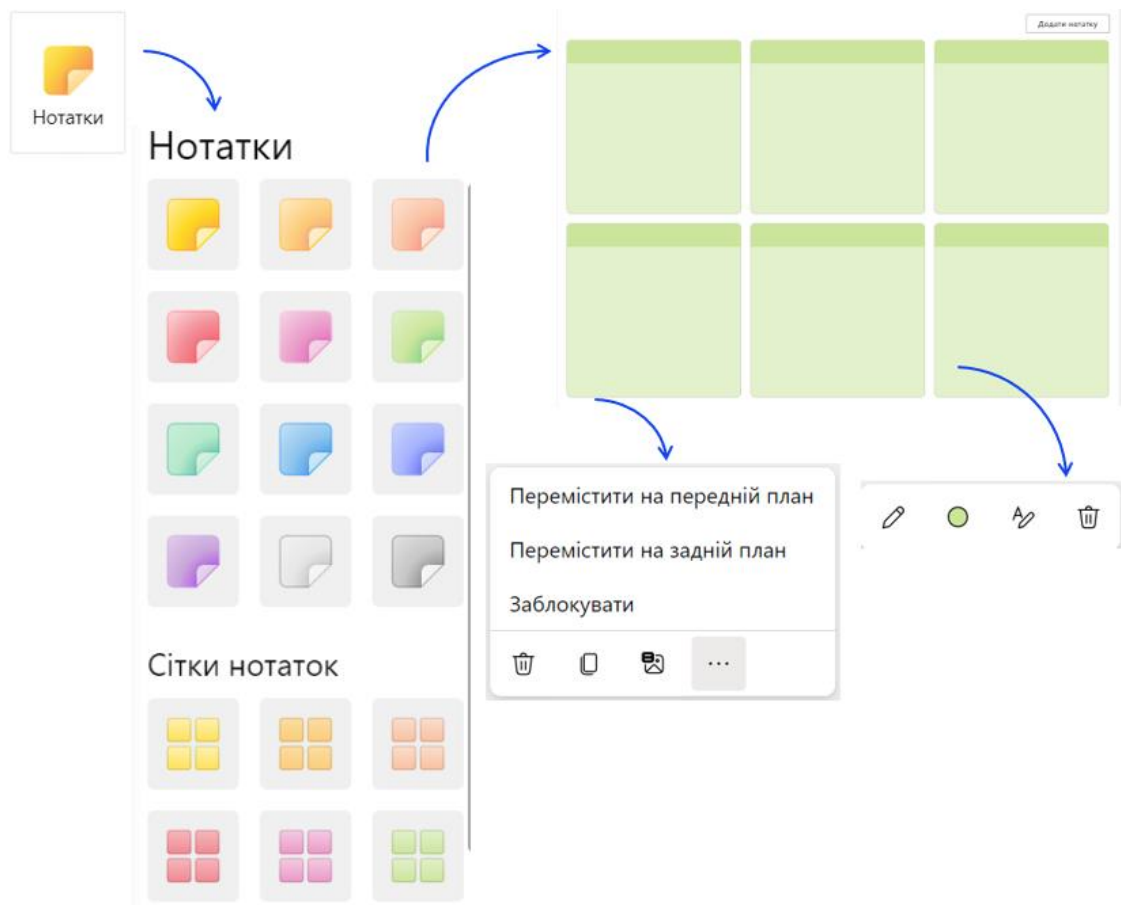 Нотатки
Нотатки
Сітки нотаток
Додати нотатку
Перемістити на передній план
Перемістити на задній план
Заблокувати